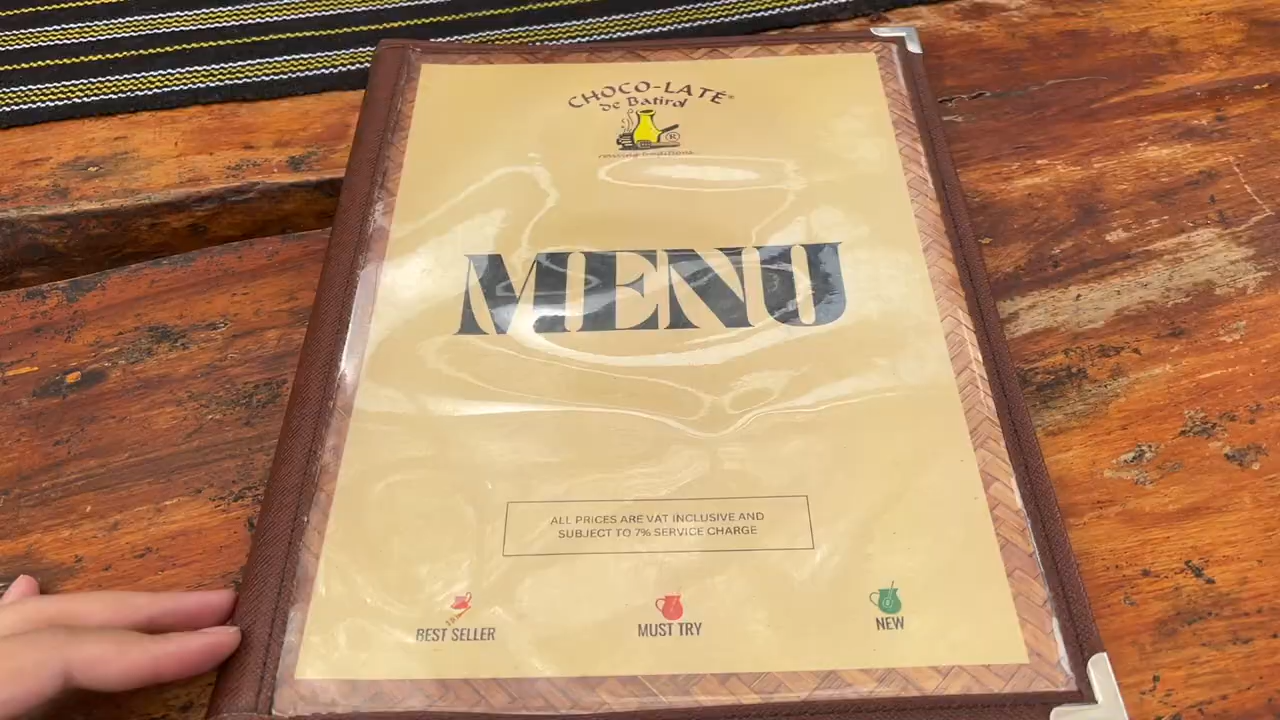 CHOCO-LATÉ®
de Batirol
®
MENU
ALL PRICES ARE VAT INCLUSIVE AND
SUBJECT TO 7% SERVICE CHARGE
BEST SELLER
MUST TRY
NEW